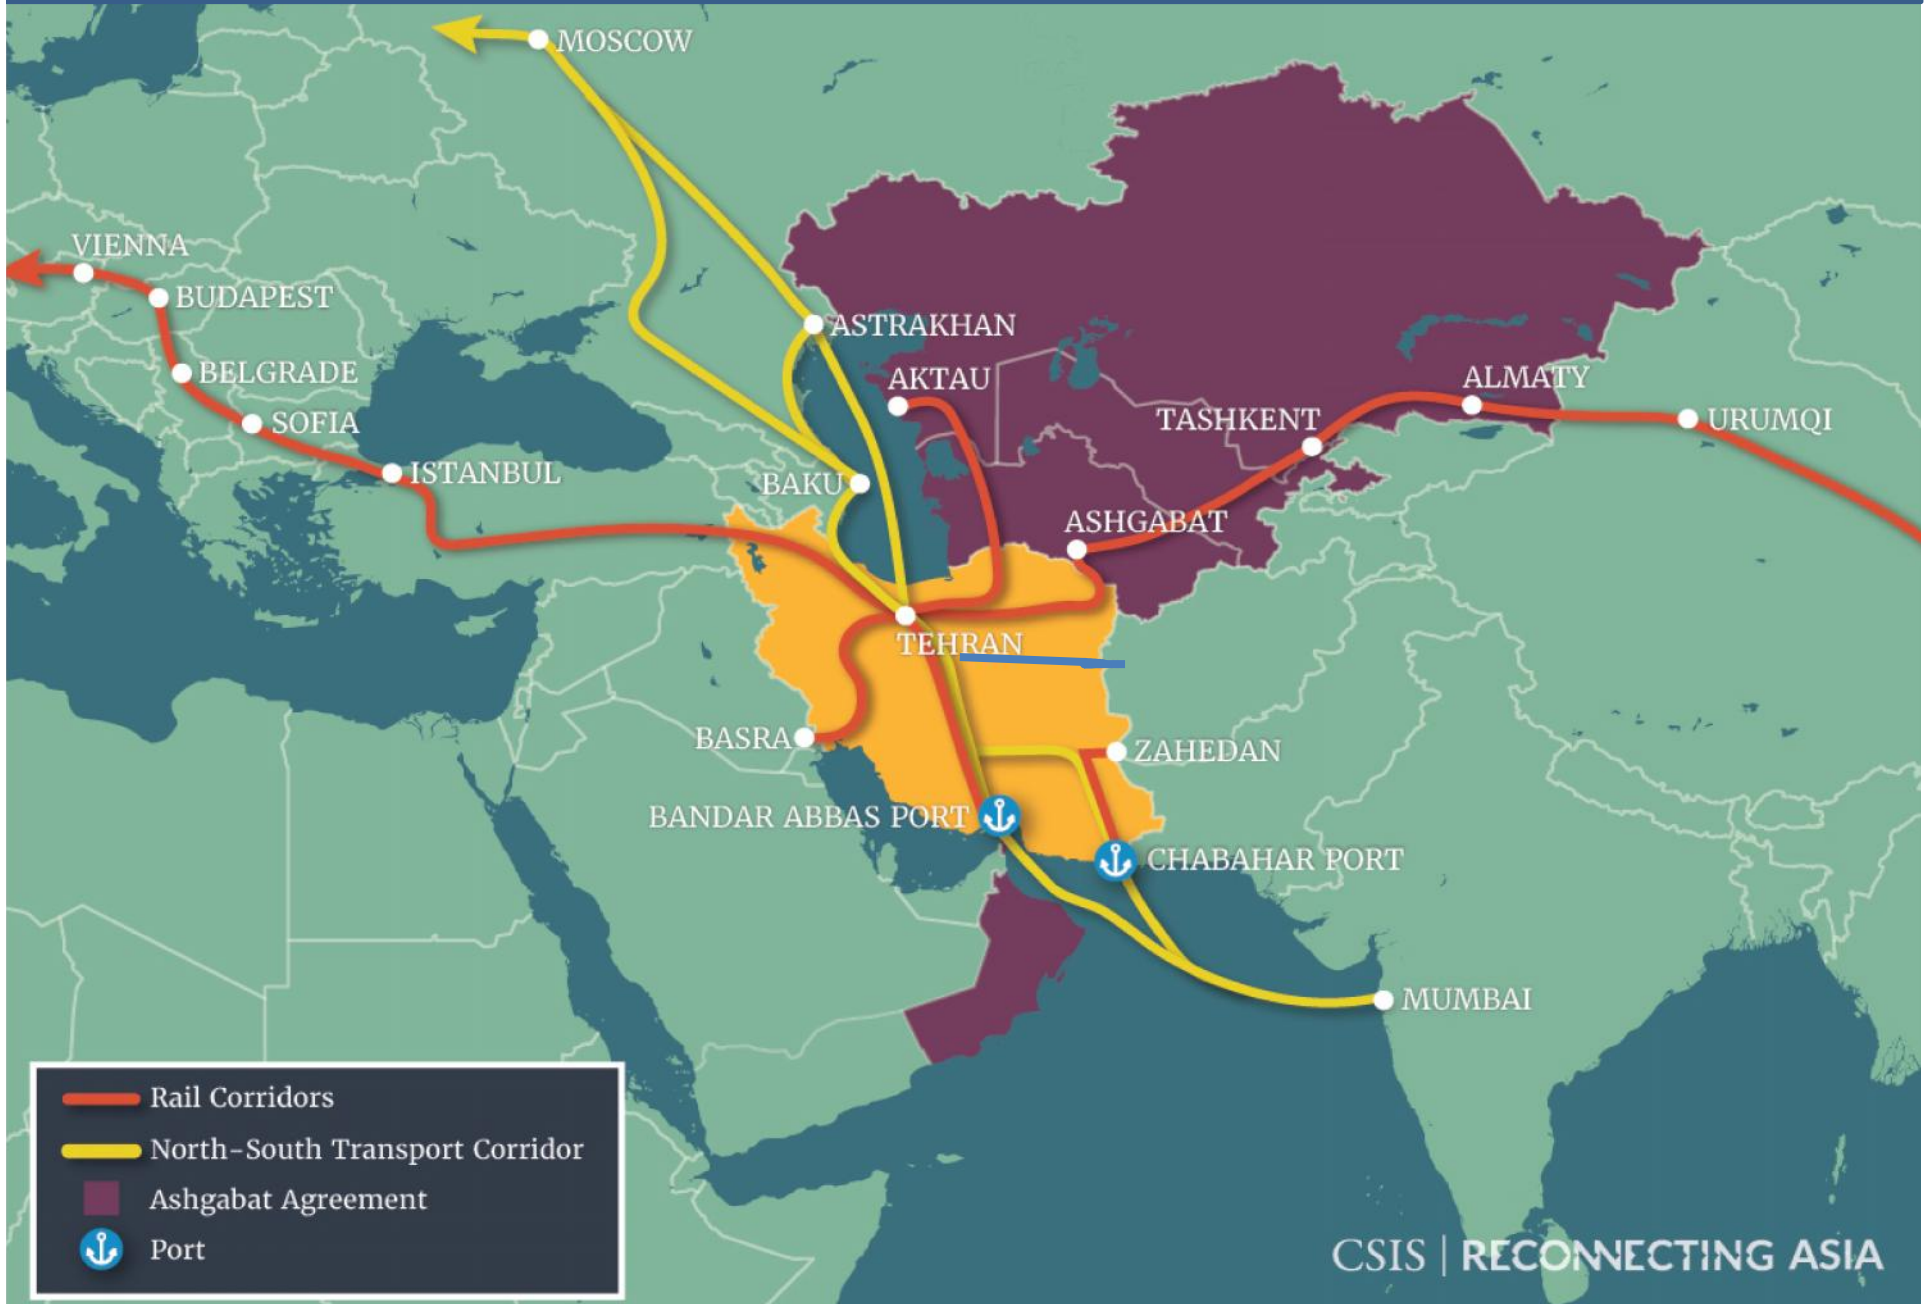 MOSCOW
VIENNA
BUDAPEST
ASTRAKHAN
BELGRADE
AKTAU
ALMATY
SOFIA
TASHKENT
URUMQI
ISTANBUL
BAKU
ASHGABAT
TEHRAN
BASRA
ZAHEDAN
BANDAR ABBAS PORT
CHABAHAR PORT
MUMBAI
Rail Corridors
North-South Transport Corridor
Ashgabat Agreement
Port
CSIS | RECONNECTING ASIA